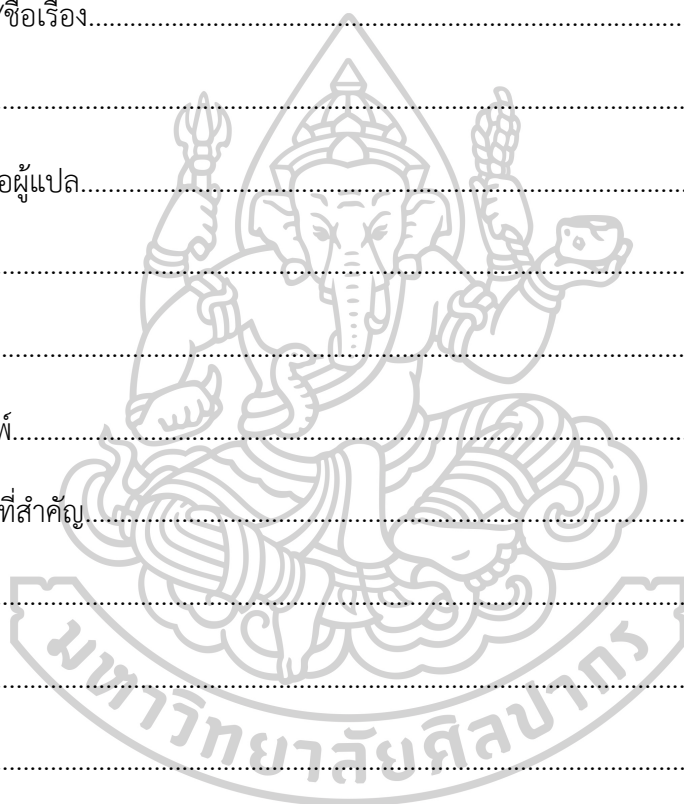 /ชื่อเรื่อง........................................................................................................................
........................................................................................................................
อผู้แปล........................................................................................................................
........................................................................................................................
........................................................................................................................
พ์........................................................................................................................
ที่สำคัญ........................................................................................................................
........................................................................................................................
........................................................................................................................
........................................................................................................................
มหาวิทยาลัยศิลปากร